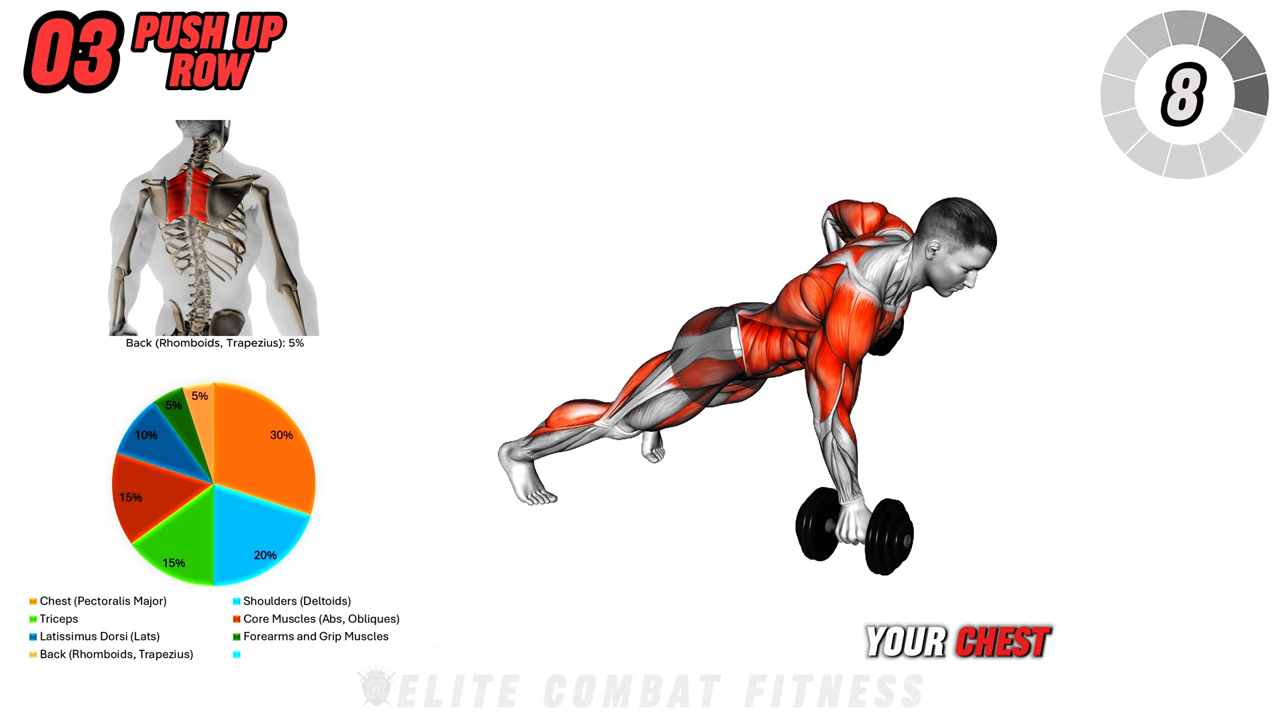 03
PUSH UP
ROW
8
Back (Rhomboids, Trapezius): 5%
5%
5%
30%
10%
15%
15%
20%
Chest (Pectoralis Major)
Shoulders (Deltoids)
Triceps
Core Muscles (Abs, Obliques)
Latissimus Dorsi (Lats)
Forearms and Grip Muscles
Back (Rhomboids, Trapezius)
YOUR CHEST
ELITE COMBAT FITNESS